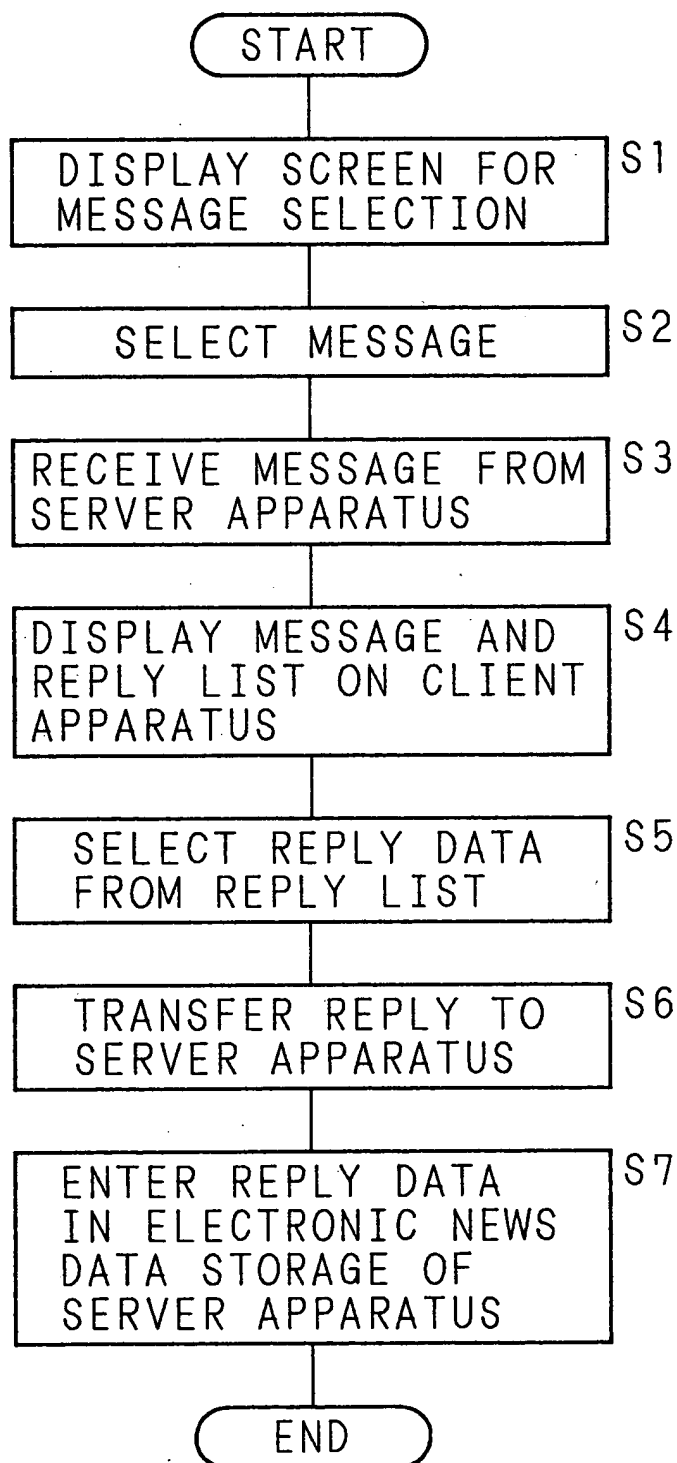 START
DISPLAY SCREEN FOR
MESSAGE SELECTION
S1
SELECT MESSAGE
S2
RECEIVE MESSAGE FROM
SERVER APPARATUS
S3
DISPLAY MESSAGE AND
REPLY LIST ON CLIENT
APPARATUS
S4
SELECT REPLY DATA
FROM REPLY LIST
S5
TRANSFER REPLY TO
SERVER APPARATUS
S6
ENTER REPLY DATA
IN ELECTRONIC NEWS
DATA STORAGE OF
SERVER APPARATUS
S7
END